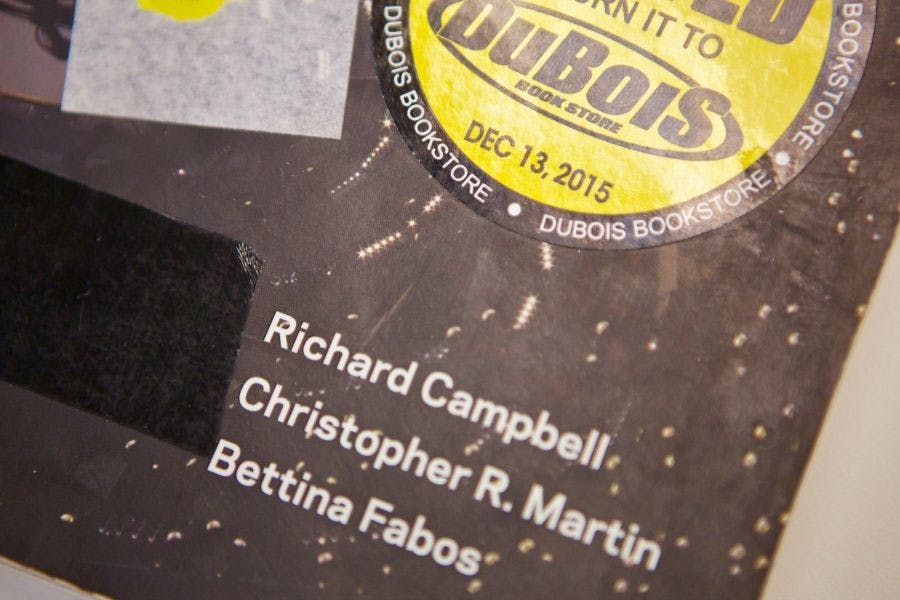 RN IT TO
DuBoiS
BOOK STORE
DEC 13, 2015
DUBOIS BOOKSTORE • DUBOIS BOOKSTORE •
BOOKSTORE
Richard Campbell
Christopher R. Martin
Bettina Fabos